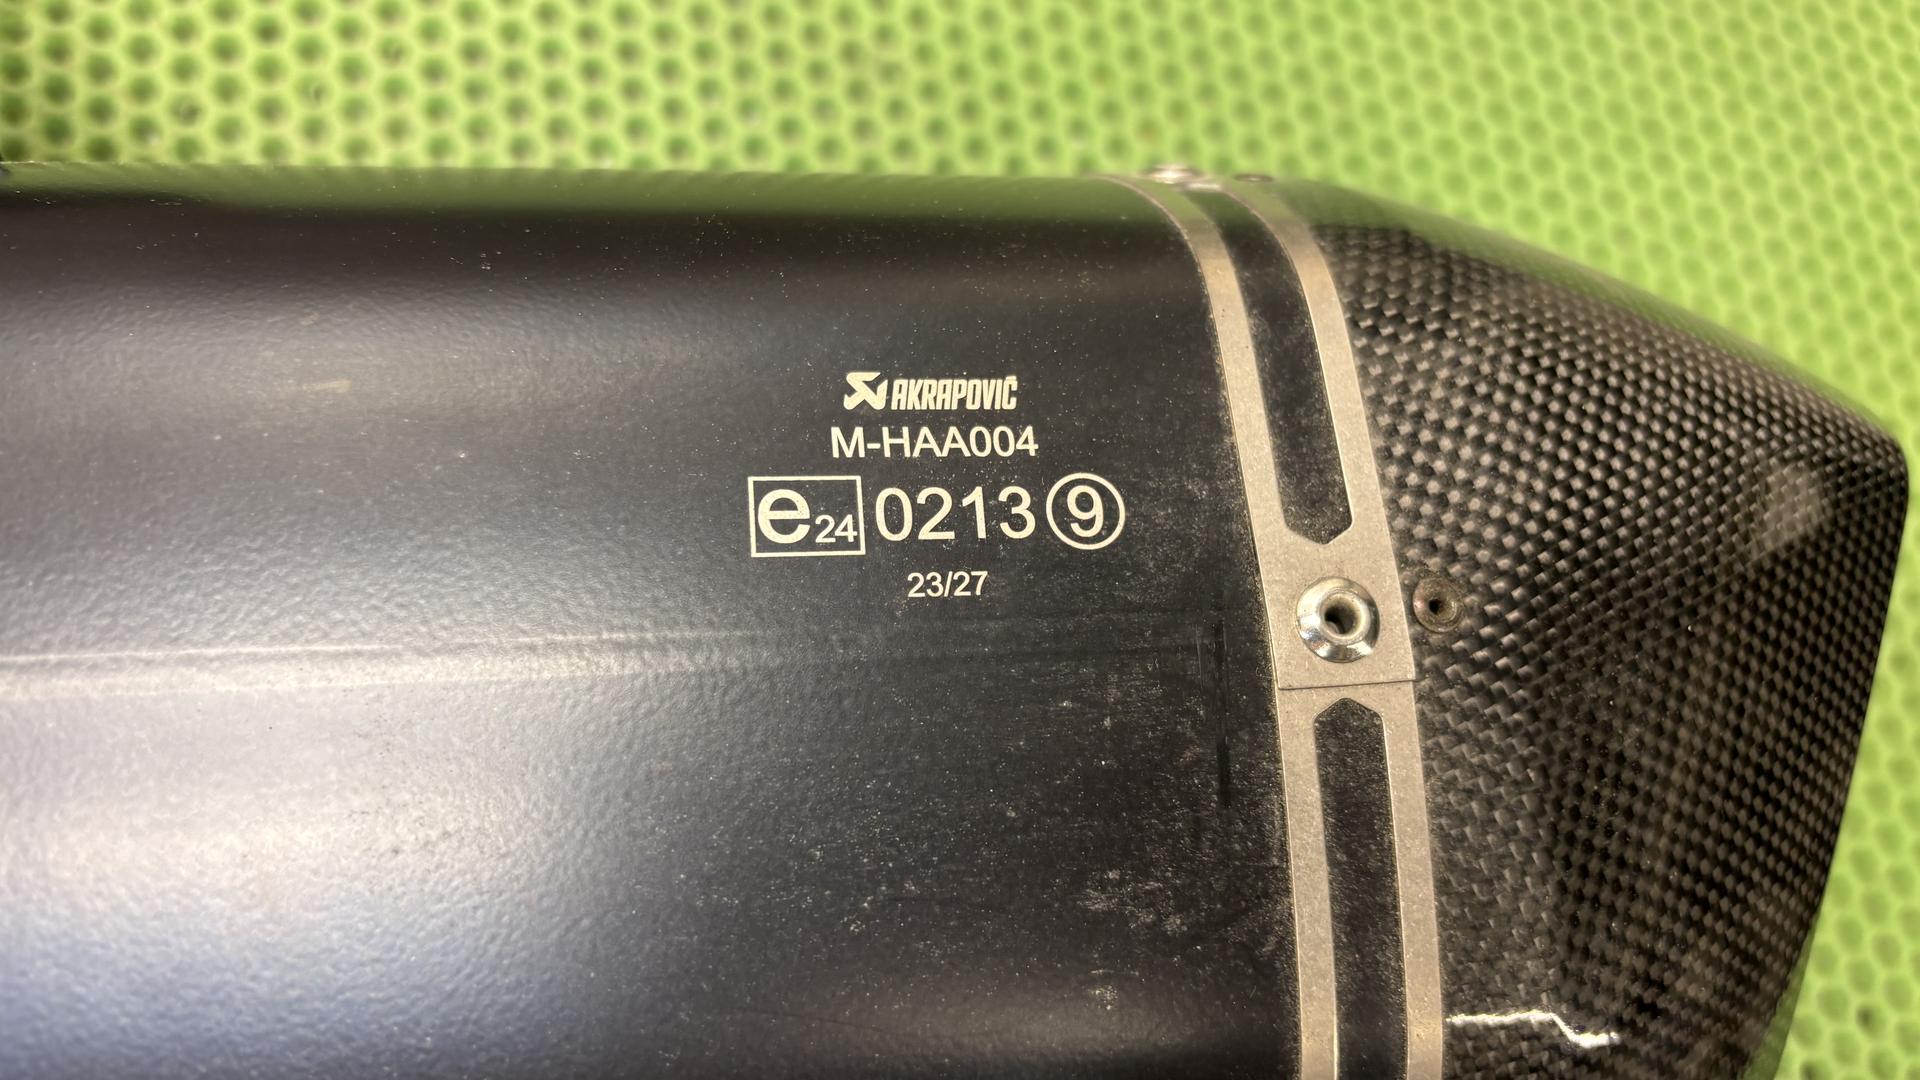 AKRAPOVIČ
M-HAA004
e24 0213 9
23/27